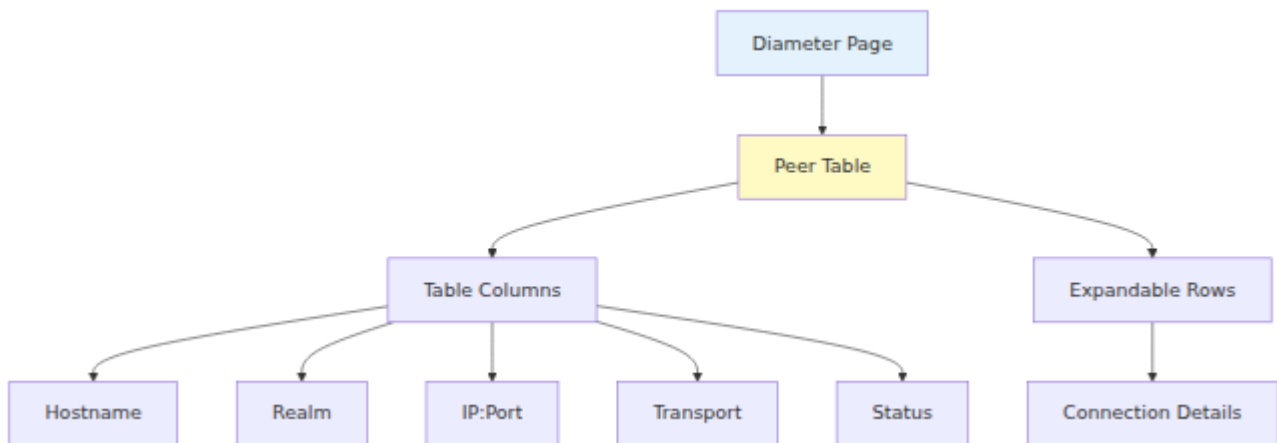 Diameter Page
Peer Table
Table Columns
Expandable Rows
Hostname
Realm
IP:Port
Transport
Status
Connection Details